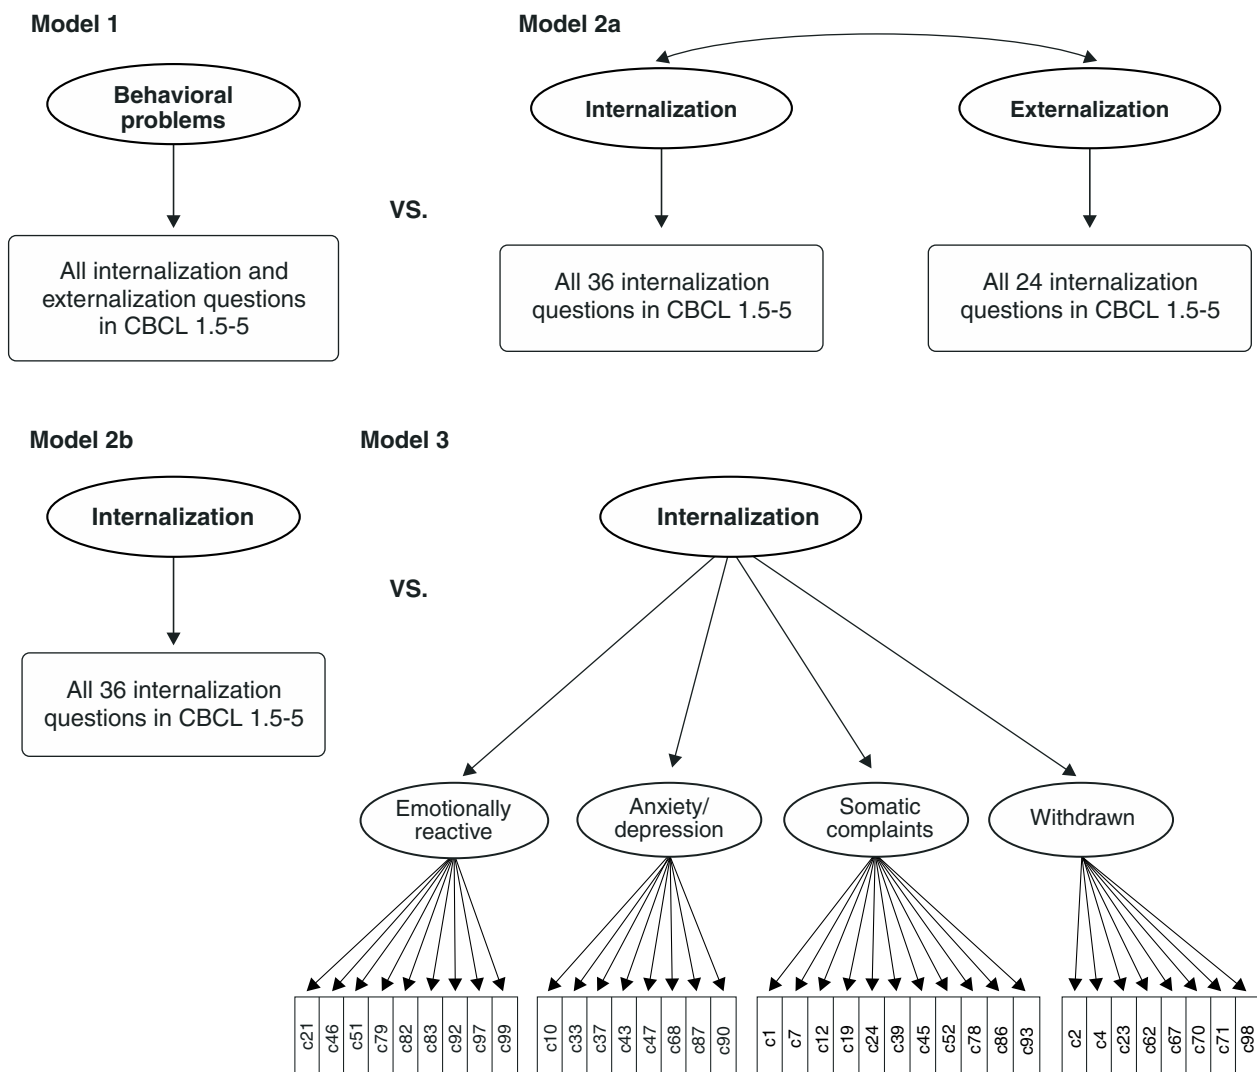 Model 1
Behavioral
problems
All internalization and
externalization questions
in CBCL 1.5-5
VS.
Model 2a
Internalization
Externalization
All 36 internalization
questions in CBCL 1.5-5
All 24 internalization
questions in CBCL 1.5-5
Model 2b
Internalization
All 36 internalization
questions in CBCL 1.5-5
VS.
Model 3
Internalization
Emotionally
reactive
Anxiety/
depression
Somatic
complaints
Withdrawn
c21 c46 c51 c79 c82 c83 c92 c97 c99
c10 c33 c37 c43 c47 c68 c87 c90
c1 c7 c12 c19 c24 c39 c45 c52 c78 c86 c93
c2 c4 c23 c62 c67 c70 c71 c98